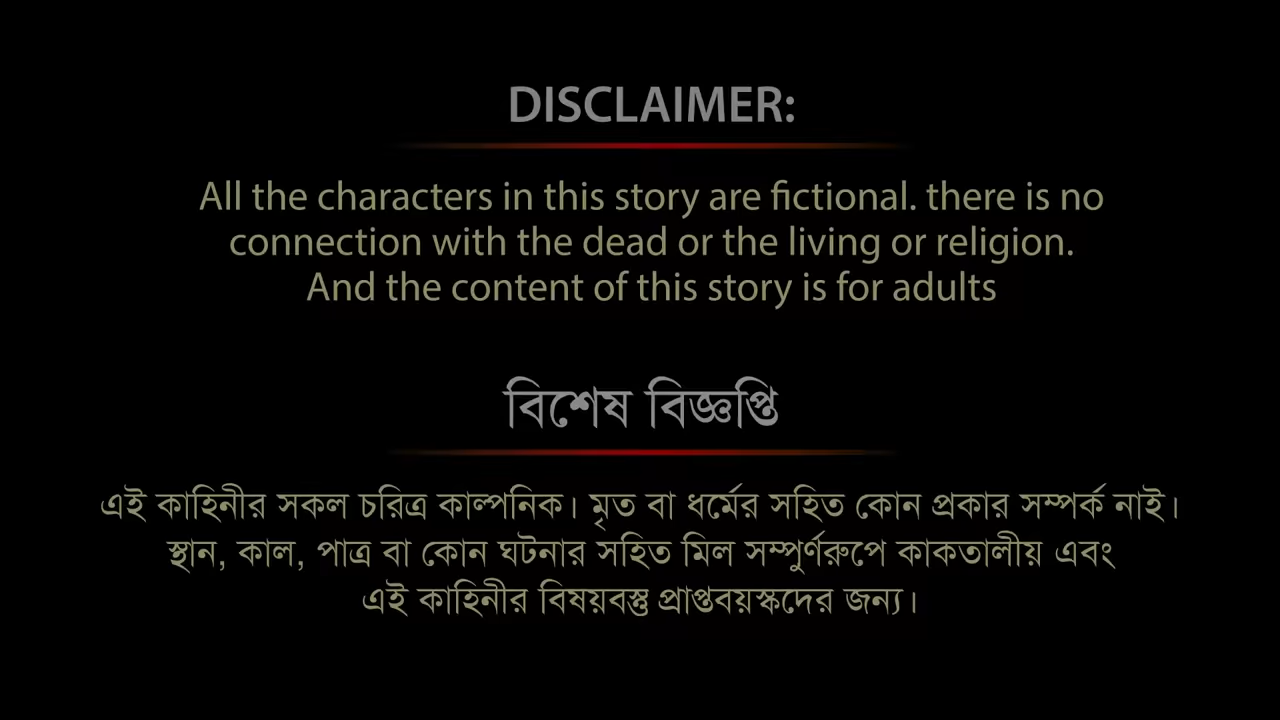 DISCLAIMER:
All the characters in this story are fictional. there is no
connection with the dead or the living or religion.
And the content of this story is for adults
বিশেষ বিজ্ঞপ্তি
এই কাহিনীর সকল চরিত্র কাল্পনিক। মৃত বা ধর্মের সহিত কোন প্রকার সম্পর্ক নাই।
স্থান, কাল, পাত্র বা কোন ঘটনার সহিত মিল সম্পুর্ণরুপে কাকতালীয় এবং
এই কাহিনীর বিষয়বস্তু প্রাপ্তবয়স্কদের জন্য।